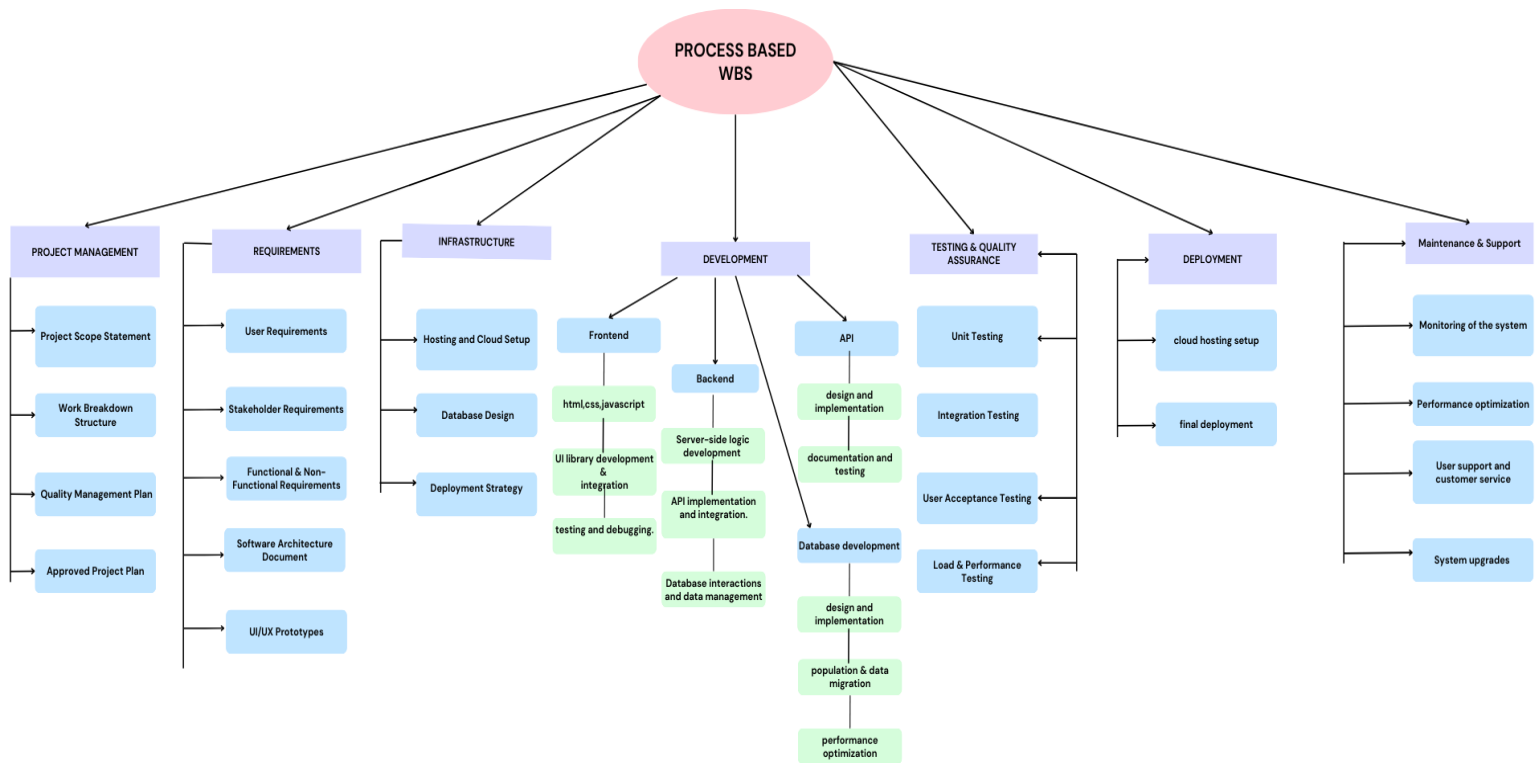 PROCESS BASED
WBS
PROJECT MANAGEMENT
Project Scope Statement
Work Breakdown
Structure
Quality Management Plan
Approved Project Plan
REQUIREMENTS
User Requirements
Stakeholder Requirements
Functional & Non-
Functional Requirements
Software Architecture
Document
UI/UX Prototypes
INFRASTRUCTURE
Hosting and Cloud Setup
Database Design
Deployment Strategy
DEVELOPMENT
Frontend
html,css,javascript
UI library development
&
integration
testing and debugging.
Backend
Server-side logic
development
API implementation
and integration.
Database interactions
and data management
API
design and
implementation
documentation and
testing
Database development
design and
implementation
population & data
migration
performance
optimization
TESTING & QUALITY
ASSURANCE
Unit Testing
Integration Testing
User Acceptance Testing
Load & Performance
Testing
DEPLOYMENT
cloud hosting setup
final deployment
Maintenance & Support
Monitoring of the system
Performance optimization
User support and
customer service
System upgrades